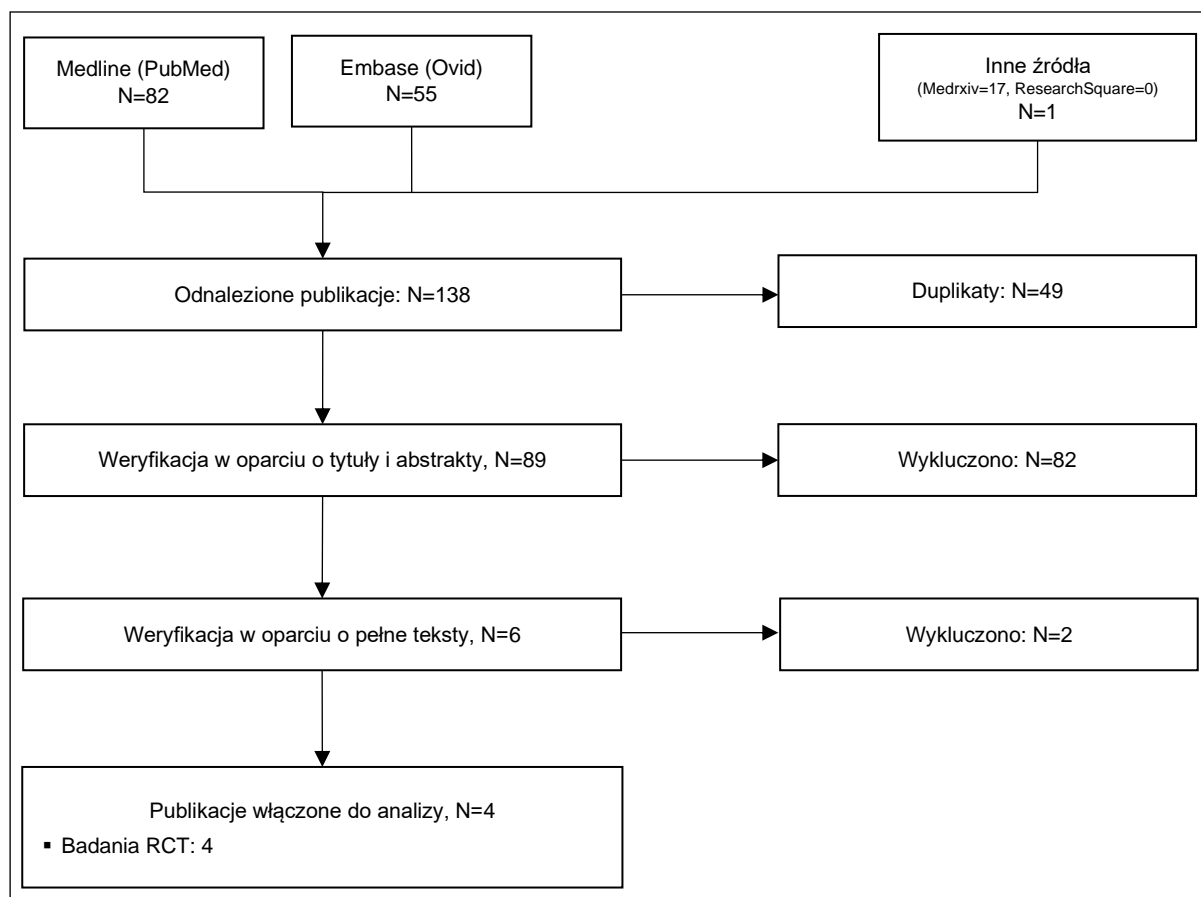 Medline (PubMed)
N=82
Embase (Ovid)
N=55
Inne źródła
(Medrxiv=17, ResearchSquare=0)
N=1
Odnalezione publikacje: N=138
Duplikaty: N=49
Weryfikacja w oparciu o tytuły i abstrakty, N=89
Wykluczono: N=82
Weryfikacja w oparciu o pełne teksty, N=6
Wykluczono: N=2
Publikacje włączone do analizy, N=4
▪ Badania RCT: 4